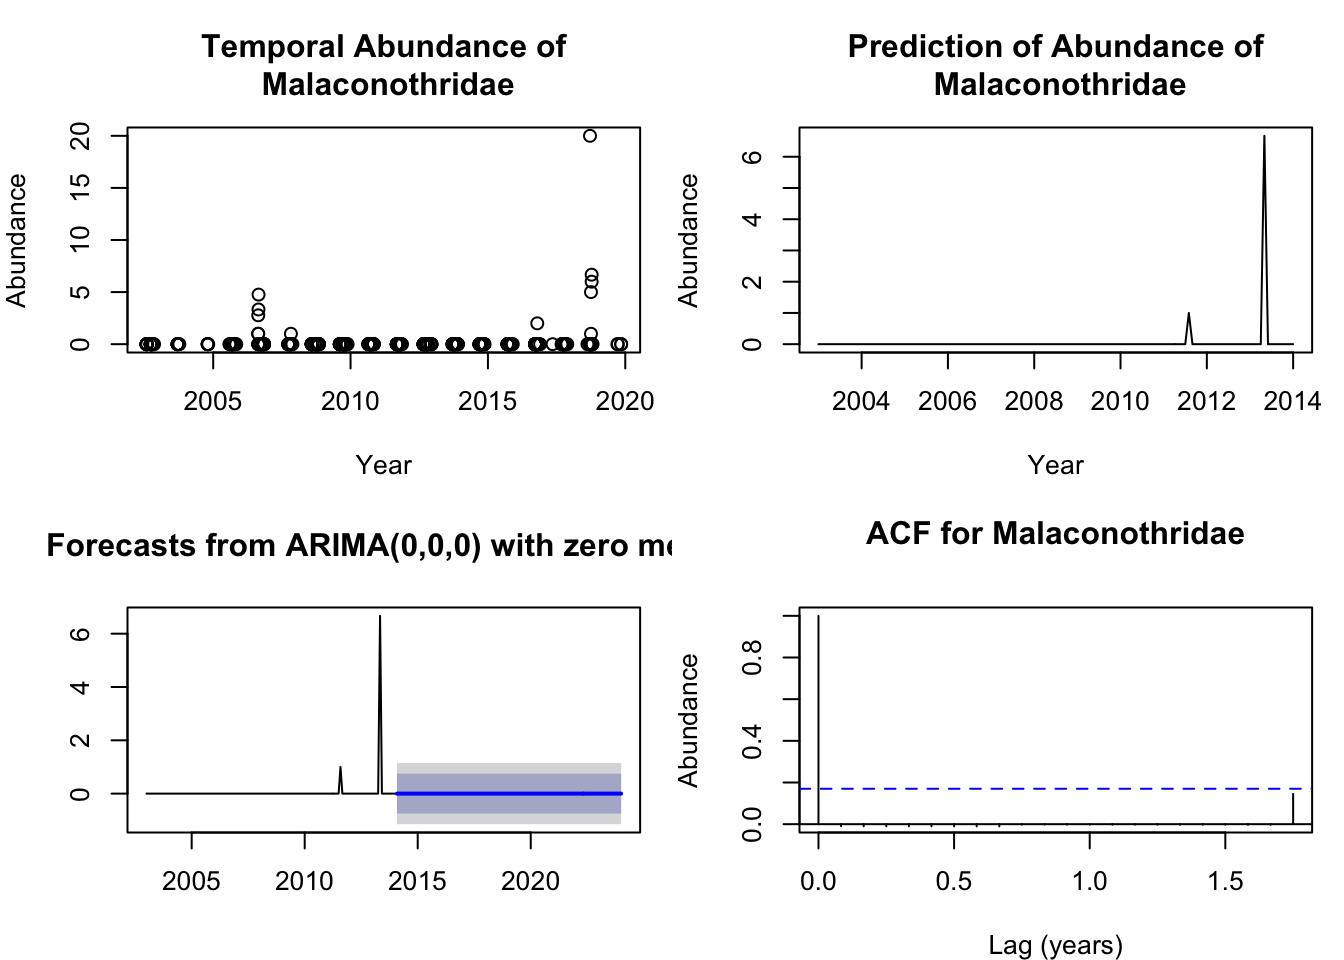 Temporal Abundance of
Malaconothridae
Abundance
20
15
10
5
0
2005 2010 2015 2020
Year
Prediction of Abundance of
Malaconothridae
Abundance
6
4
2
0
2004 2006 2008 2010 2012 2014
Year
Forecasts from ARIMA(0,0,0) with zero me
6
4
2
0
2005 2010 2015 2020
ACF for Malaconothridae
Abundance
0.8
0.4
0.0
0.0 0.5 1.0 1.5
Lag (years)